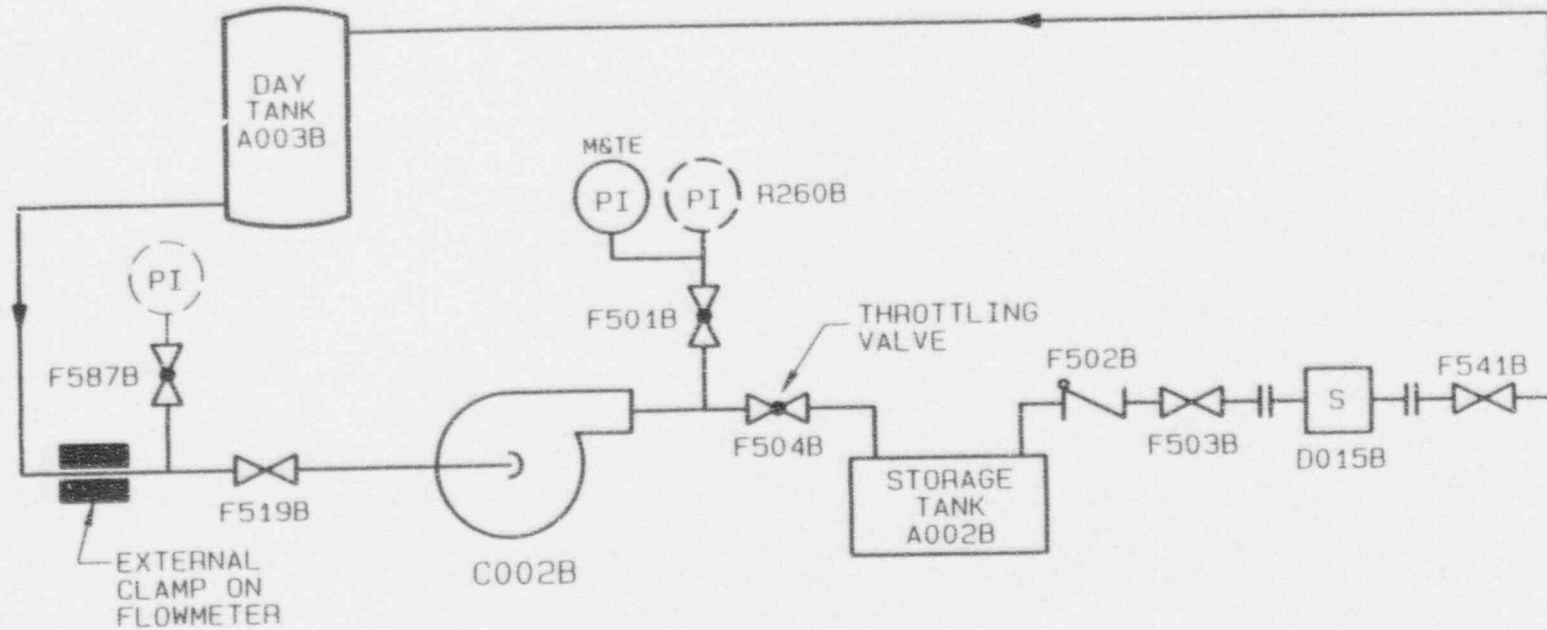 DAY
TANK
A003B
M&TE
PI
PI
R260B
PI
F501B
THROTTLING
VALVE
F587B
F502B
F541B
S
F504B
F503B
D015B
F519B
STORAGE
TANK
A002B
C002B
EXTERNAL
CLAMP ON
FLOWMETER